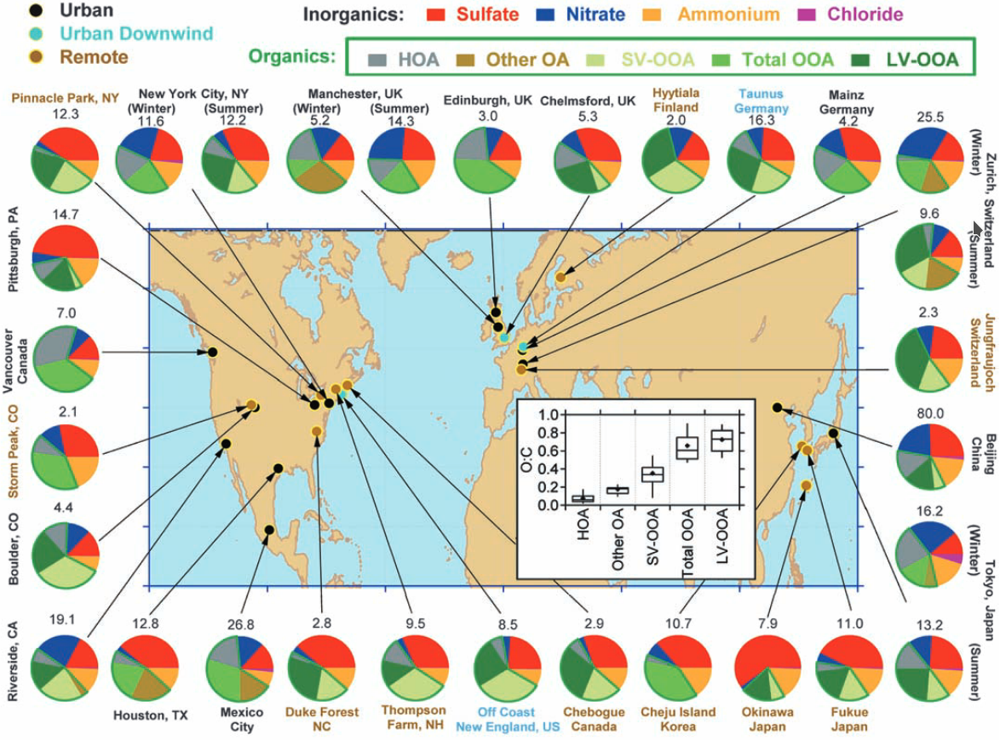 Urban
Urban Downwind
Remote
Inorganics: Sulfate Nitrate Ammonium Chloride
Organics: HOA Other OA SV-OOA Total OOA LV-OOA
Pinnacle Park, NY
12.3
New York City, NY
(Winter) (Summer)
11.6 12.2
Manchester, UK
(Winter) (Summer)
5.2 14.3
Edinburgh, UK
3.0
Chelmsford, UK
5.3
Hyytiala
Finland
2.0
Taunus
Germany
16.3
Mainz
Germany
4.2
25.5
Zurich, Switzerland
(Winter)
9.6
(Summer)
Pittsburgh, PA
14.7
Vancouver
Canada
7.0
Jungfraujoch
Switzerland
2.3
Storm Peak, CO
2.1
Beijing
China
80.0
Boulder, CO
4.4
16.2
Tokyo, Japan
(Winter)
13.2
(Summer)
O:C
1.0
0.8
0.6
0.4
0.2
0.0
HOA
Other OA
SV-OOA
Total OOA
LV-OOA
Riverside, CA
19.1
12.8
Houston, TX
26.8
Mexico
City
2.8
Duke Forest
NC
9.5
Thompson
Farm, NH
8.5
Off Coast
New England, US
2.9
Chebogue
Canada
10.7
Cheju Island
Korea
7.9
Okinawa
Japan
11.0
Fukue
Japan